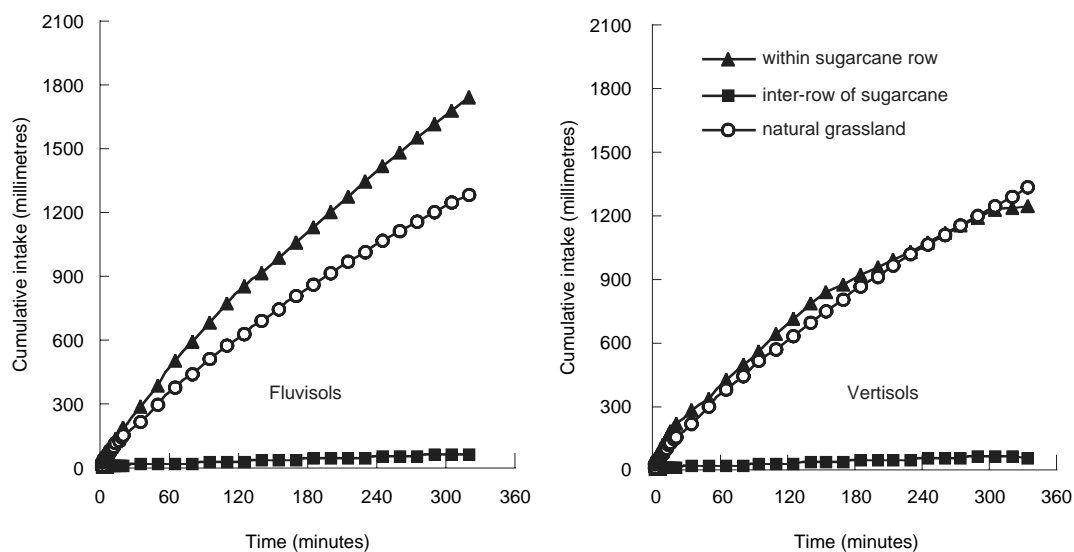 2100
1800
1500
1200
900
600
300
0
Cumulative intake (millimetres)
Fluvisols
0 60 120 180 240 300 360
Time (minutes)
2100
1800
1500
1200
900
600
300
0
Cumulative intake (millimetres)
within sugarcane row
inter-row of sugarcane
natural grassland
Vertisols
0 60 120 180 240 300 360
Time (minutes)